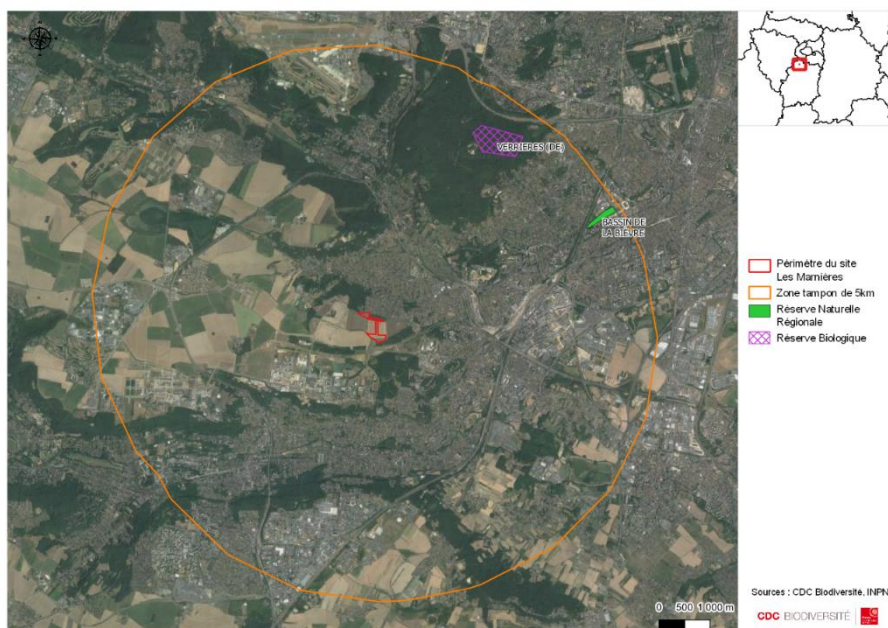 VERRIÈRES (DE)
BASSIN DE
LA BIÈVRE
Périmètre du site
Les Marnières
Zone tampon de 5km
Réserve Naturelle
Régionale
Réserve Biologique
0 500 1 000 m
Sources : CDC Biodiversité, INPN
CDC BIODIVERSITÉ